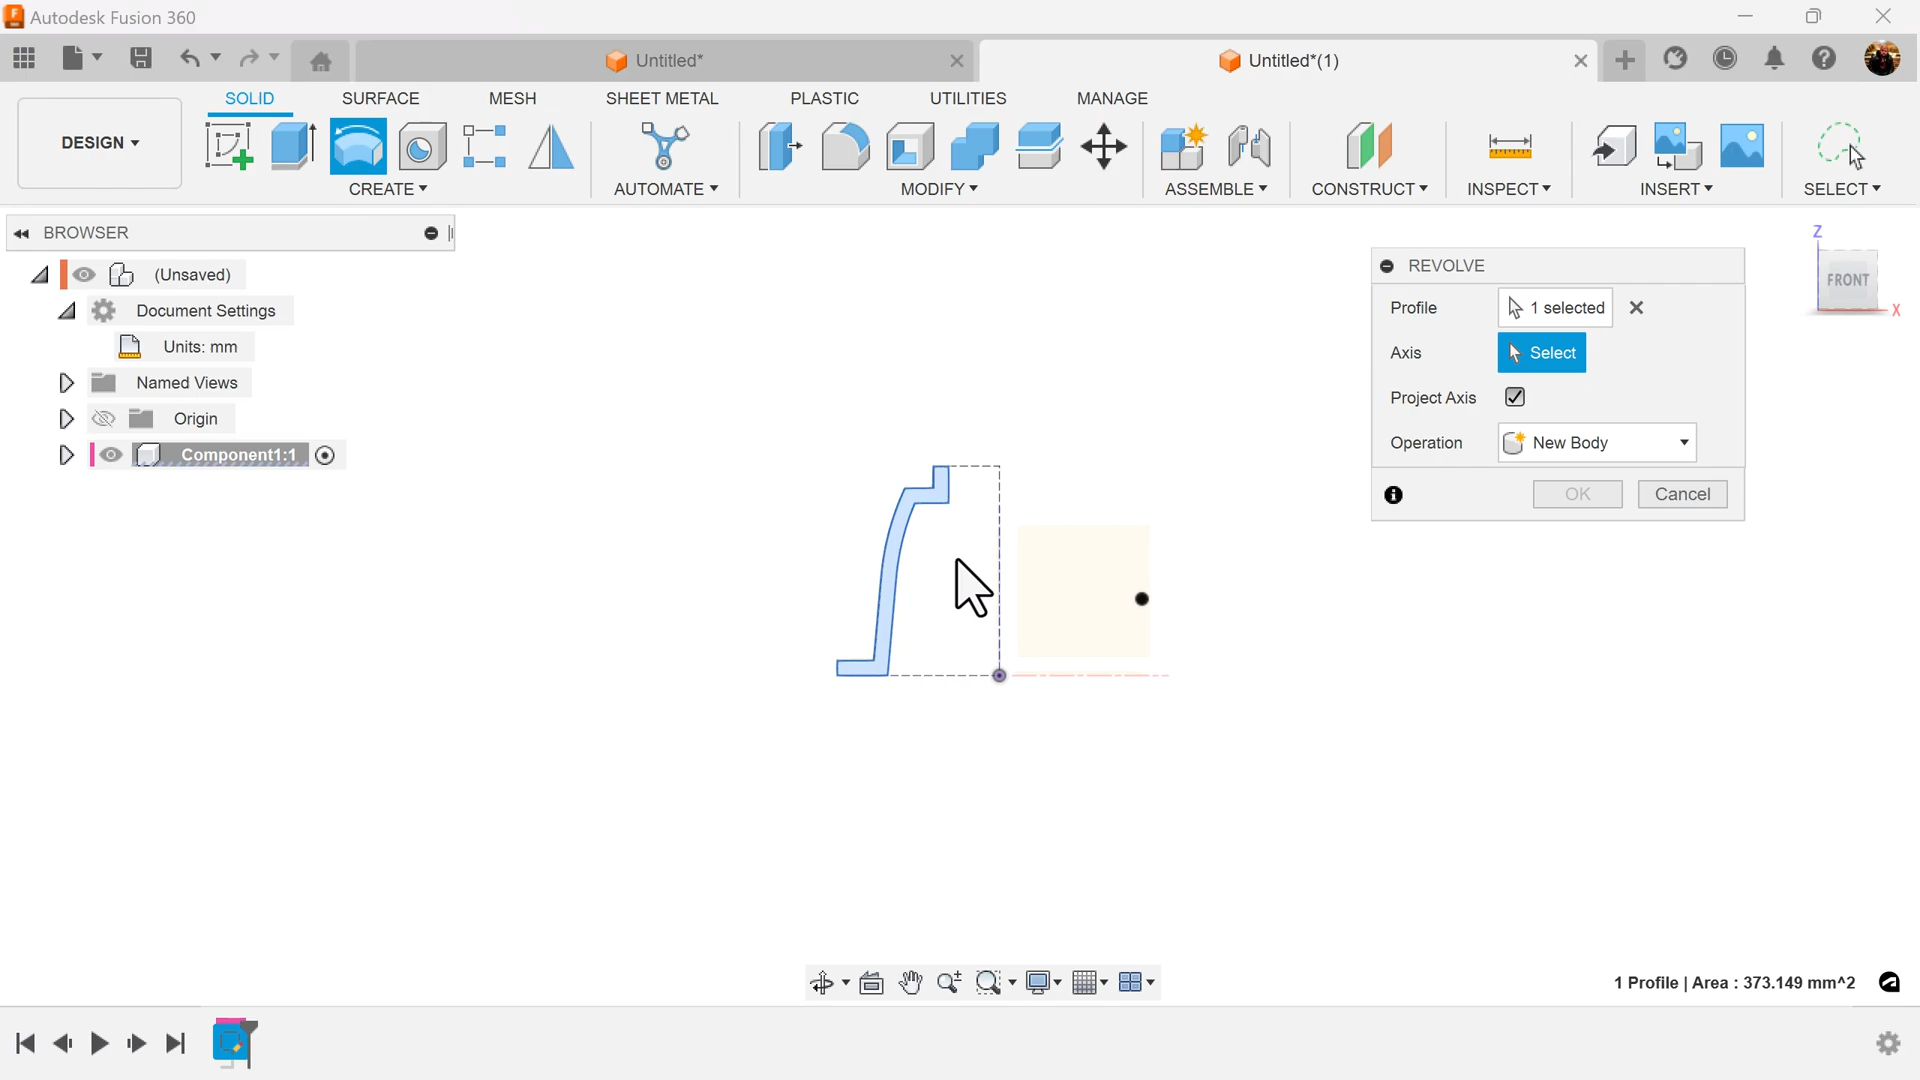 Autodesk Fusion 360
Untitled*
Untitled*(1)
SOLID
SURFACE
MESH
SHEET METAL
PLASTIC
UTILITIES
MANAGE
DESIGN
CREATE
AUTOMATE
MODIFY
ASSEMBLE
CONSTRUCT
INSPECT
INSERT
SELECT
BROWSER
(Unsaved)
Document Settings
Units: mm
Named Views
Origin
Component1:1
Z
FRONT
X
REVOLVE
Profile
1 selected
Axis
Select
Project Axis
Operation
New Body
OK
Cancel
1 Profile | Area : 373.149 mm^2